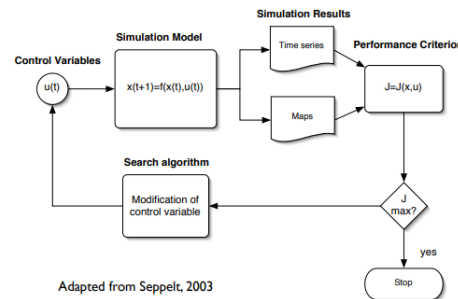 Simulation Results
Simulation Model
Time series
Performance Criterion
Control Variables
u(t)
x(t+1)=f(x(t),u(t))
J=J(x,u)
Maps
Search algorithm
Modification of
control variable
J
max?
yes
Stop
Adapted from Seppelt, 2003